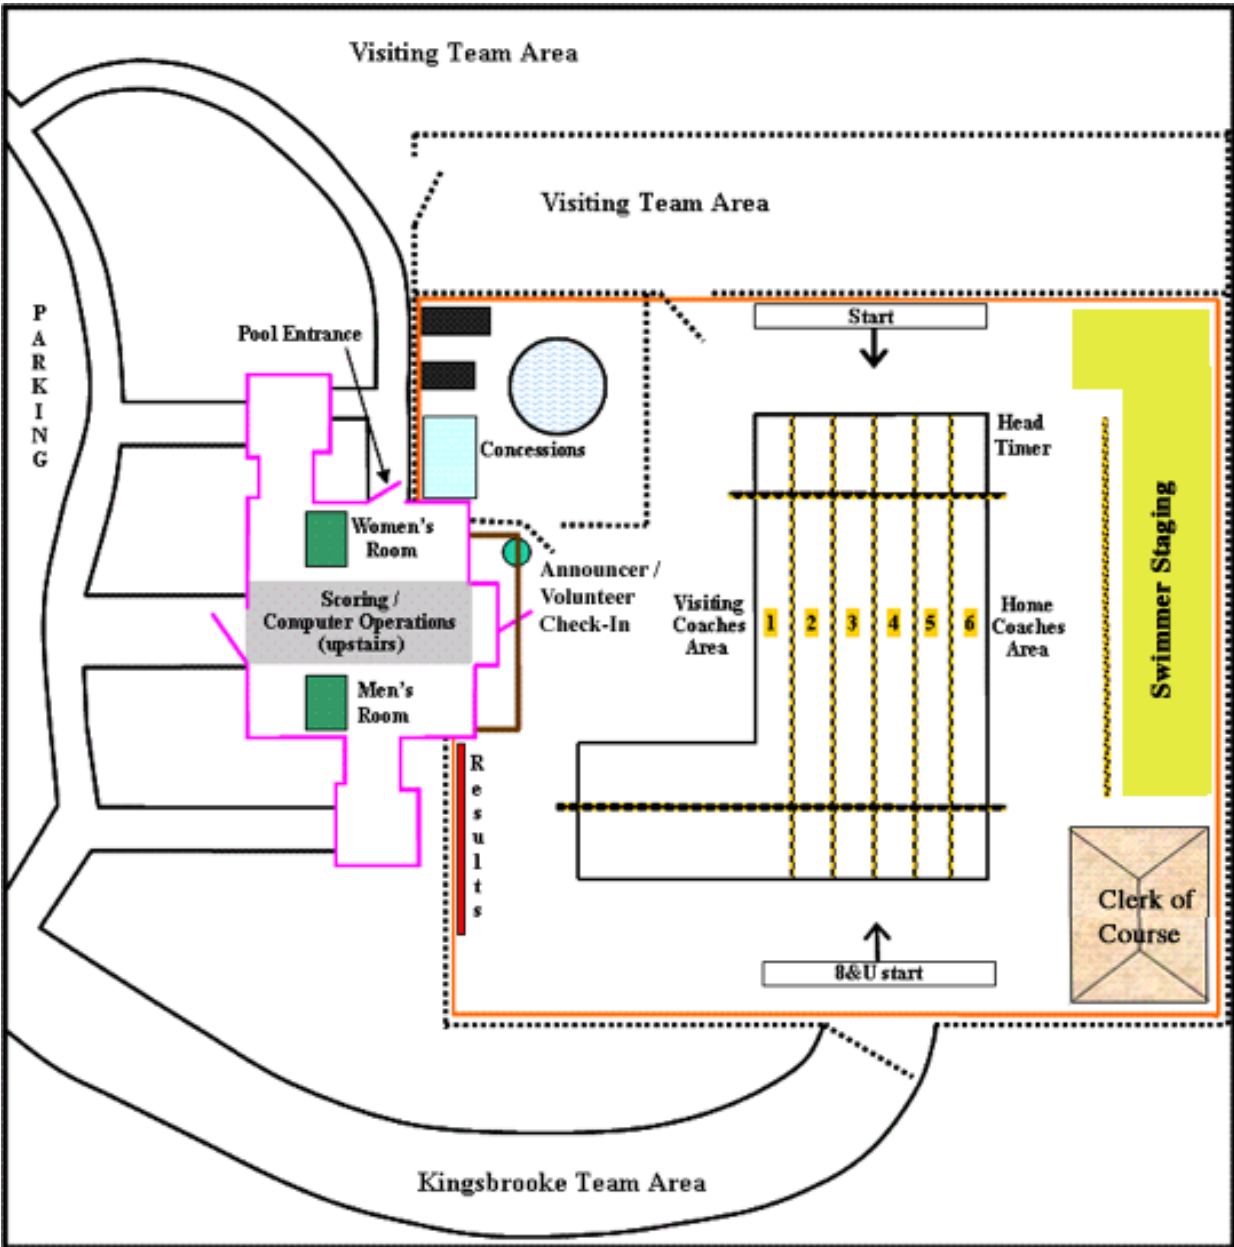 Visiting Team Area
Visiting Team Area
PARKING
Pool Entrance
Start
Concessions
Head
Timer
Women's
Room
Announcer /
Volunteer
Check-In
Scoring /
Computer Operations
(upstairs)
Men's
Room
Visiting
Coaches
Area
1
2
3
4
5
6
Home
Coaches
Area
Swimmer Staging
Results
Clerk of
Course
8&U start
Kingsbrooke Team Area